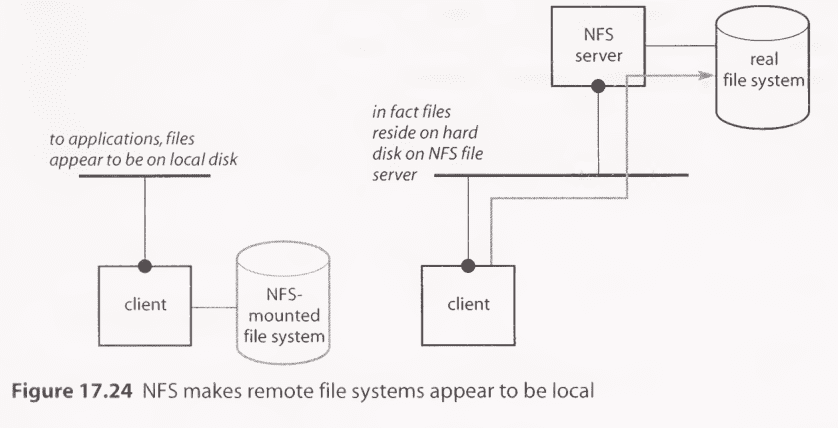 NFS
server
real
file system
in fact files
reside on hard
disk on NFS file
server
to applications, files
appear to be on local disk
client
NFS-
mounted
file system
client
Figure 17.24 NFS makes remote file systems appear to be local